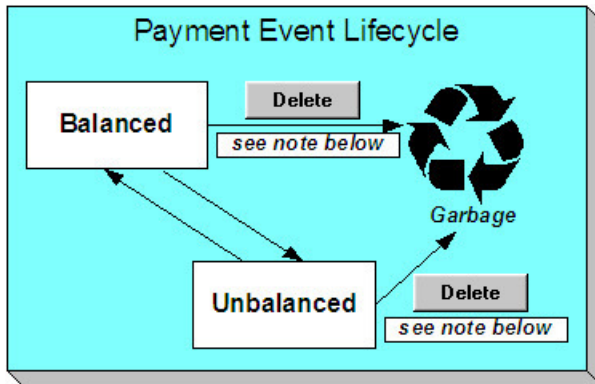 Payment Event Lifecycle
Delete
Balanced
see note below
Garbage
Unbalanced
Delete
see note below